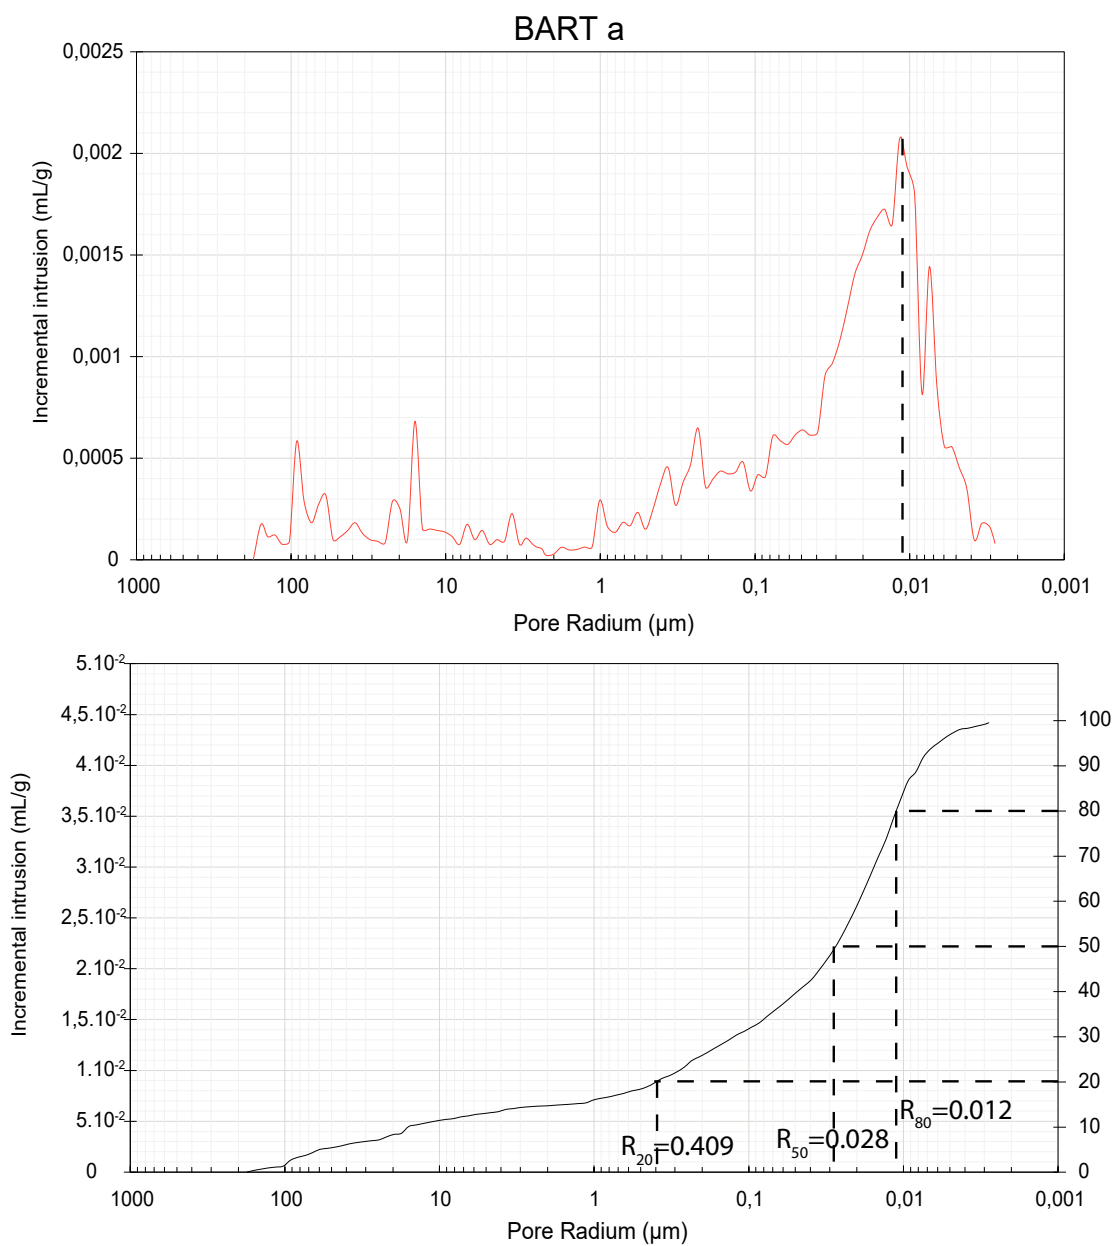 BART a
0,0025
0,002
0,0015
0,001
0,0005
0
Incremental intrusion (mL/g)
1000 100 10 1 0,1 0,01 0,001
Pore Radium (µm)
5.10-2
4,5.10-2
4.10-2
3,5.10-2
3.10-2
2,5.10-2
2.10-2
1,5.10-2
1.10-2
5.10-2
0
Incremental intrusion (mL/g)
100
90
80
70
60
50
40
30
20
10
0
R20=0.409
R50=0.028
R80=0.012
1000 100 10 1 0,1 0,01 0,001
Pore Radium (µm)